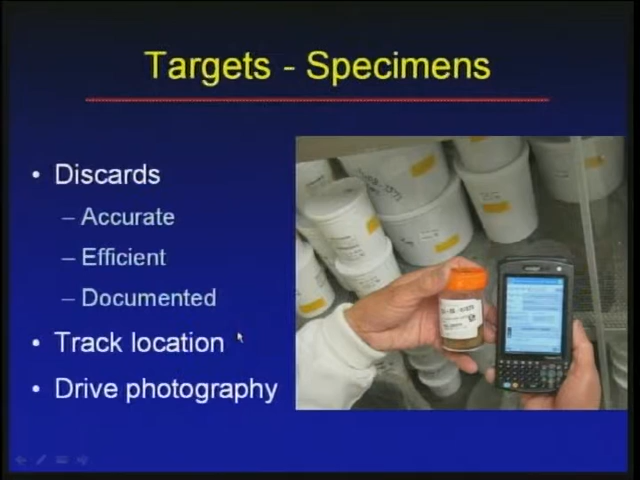 Targets - Specimens
• Discards
– Accurate
– Efficient
– Documented
• Track location
• Drive photography